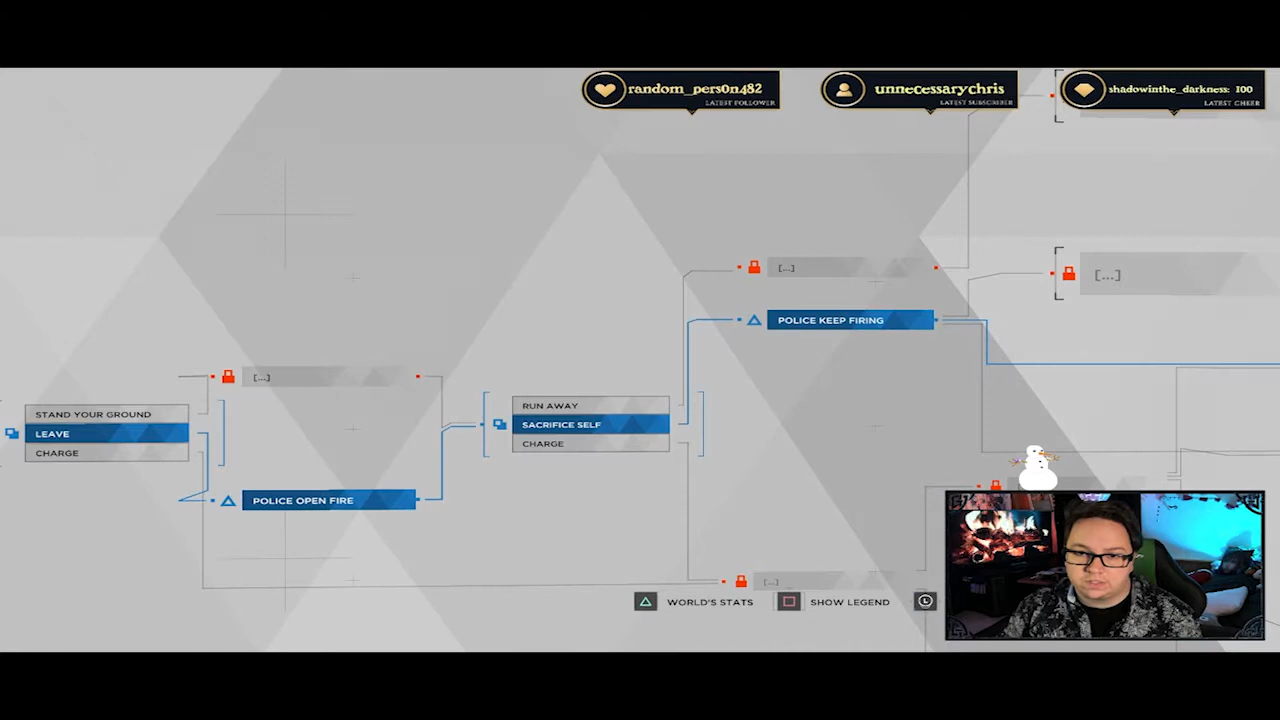 random_pers0n482
LATEST FOLLOWER
unnecessarychris
LATEST SUBSCRIBER
shadowinthe_darkness: 100
LATEST CHEER
[...]
[...]
POLICE KEEP FIRING
[...]
STAND YOUR GROUND
LEAVE
CHARGE
RUN AWAY
SACRIFICE SELF
CHARGE
POLICE OPEN FIRE
[...]
WORLD'S STATS
SHOW LEGEND
L